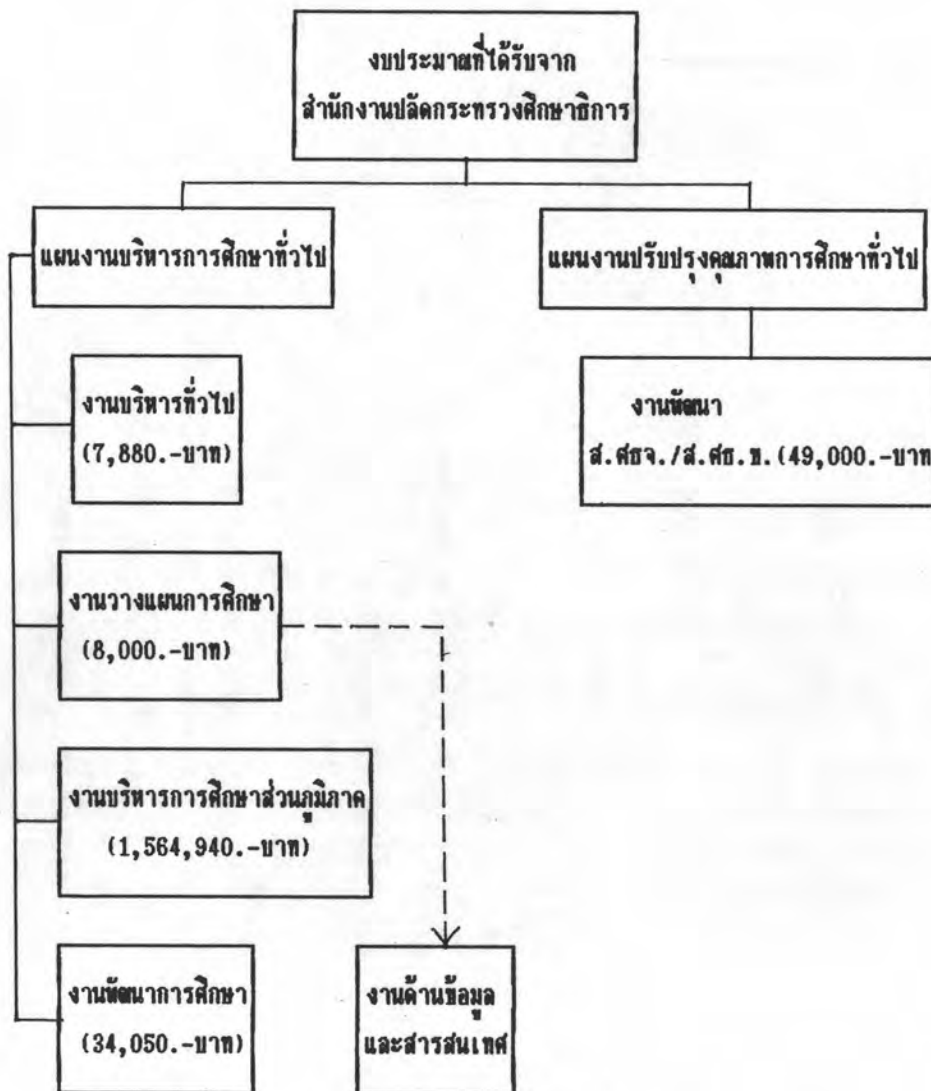 งบประมาณที่ได้รับจาก
สำนักงานปลัดกระทรวงศึกษาธิการ
แผนงานบริหารการศึกษาทั่วไป
แผนงานปรับปรุงคุณภาพการศึกษาทั่วไป
งานบริหารทั่วไป
(7,880.-บาท)
งานพัฒนา
ส.ศธจ./ส.ศธ.ข.(49,000.-บาท
งานวางแผนการศึกษา
(8,000.-บาท)
งานบริหารการศึกษาส่วนภูมิภาค
(1,564,940.-บาท)
งานพัฒนาการศึกษา
(34,050.-บาท)
งานด้านข้อมูล
และสารสนเทศ